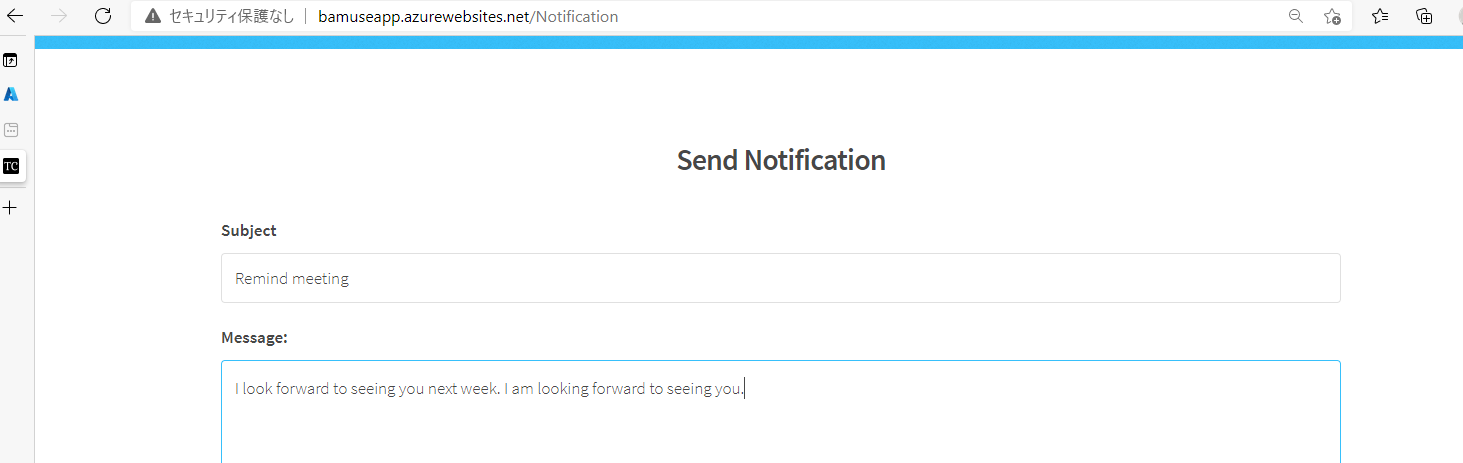 セキュリティ保護なし bamuseapp.azurewebsites.net/Notification
TC
Send Notification
Subject
Remind meeting
Message:
I look forward to seeing you next week. I am looking forward to seeing you.